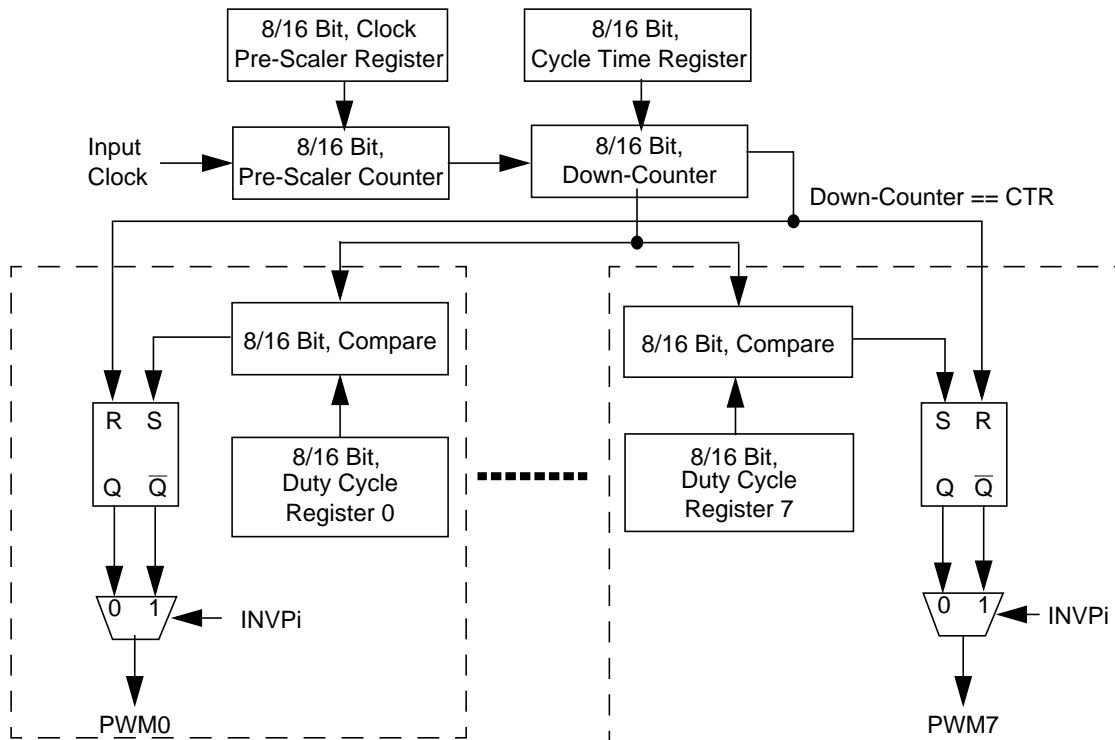 8/16 Bit, Clock
Pre-Scaler Register
8/16 Bit,
Cycle Time Register
Input
Clock
8/16 Bit,
Pre-Scaler Counter
8/16 Bit,
Down-Counter
Down-Counter == CTR
8/16 Bit, Compare
R S
Q Q̅
8/16 Bit,
Duty Cycle
Register 0
0 1
INVPi
PWM0
8/16 Bit, Compare
S R
Q Q̅
8/16 Bit,
Duty Cycle
Register 7
0 1
INVPi
PWM7